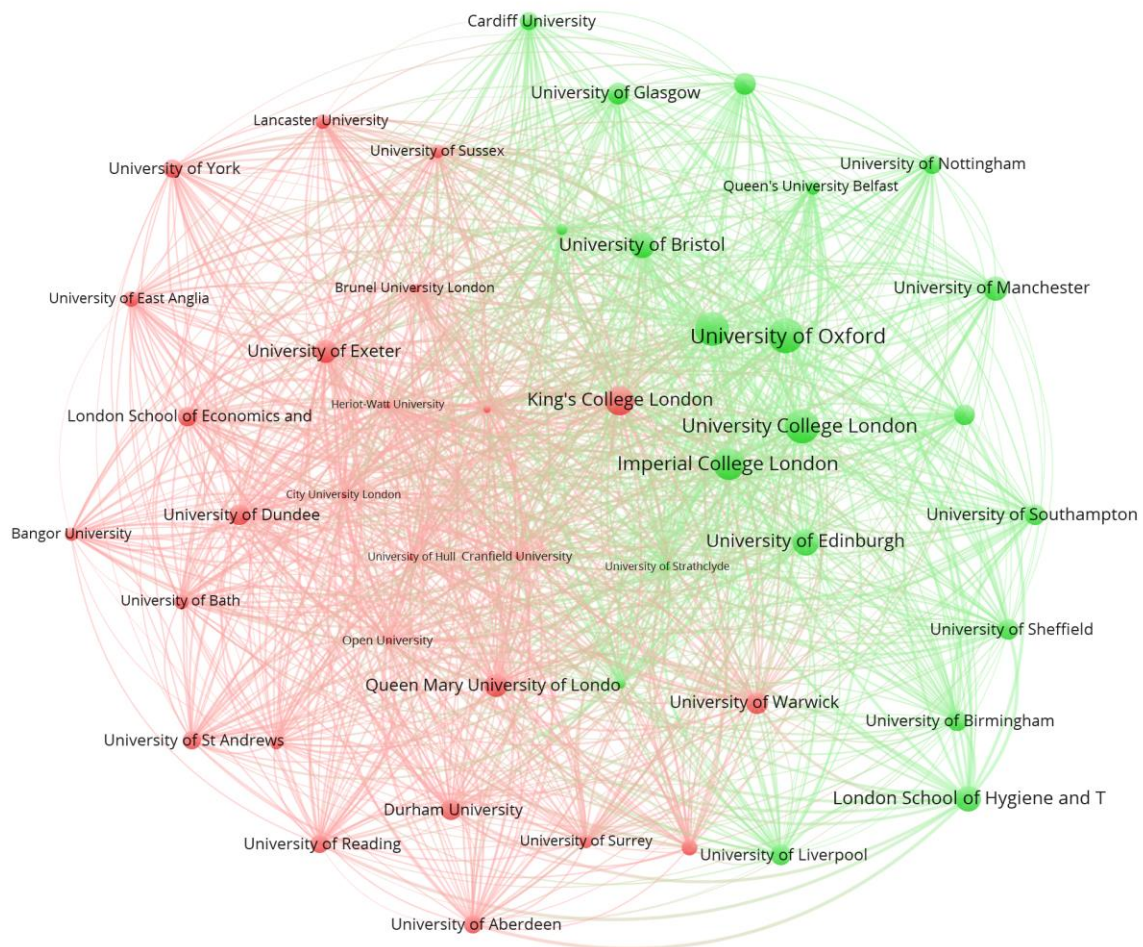 Cardiff University
University of Glasgow
Lancaster University
University of Sussex
University of York
University of Nottingham
Queen's University Belfast
University of Bristol
Brunel University London
University of Manchester
University of East Anglia
University of Oxford
University of Exeter
King's College London
Heriot-Watt University
London School of Economics and
University College London
Imperial College London
City University London
University of Dundee
University of Southampton
Bangor University
University of Edinburgh
University of Hull
Cranfield University
University of Strathclyde
University of Bath
University of Sheffield
Open University
Queen Mary University of Londo
University of Warwick
University of Birmingham
University of St Andrews
London School of Hygiene and T
Durham University
University of Surrey
University of Reading
University of Liverpool
University of Aberdeen